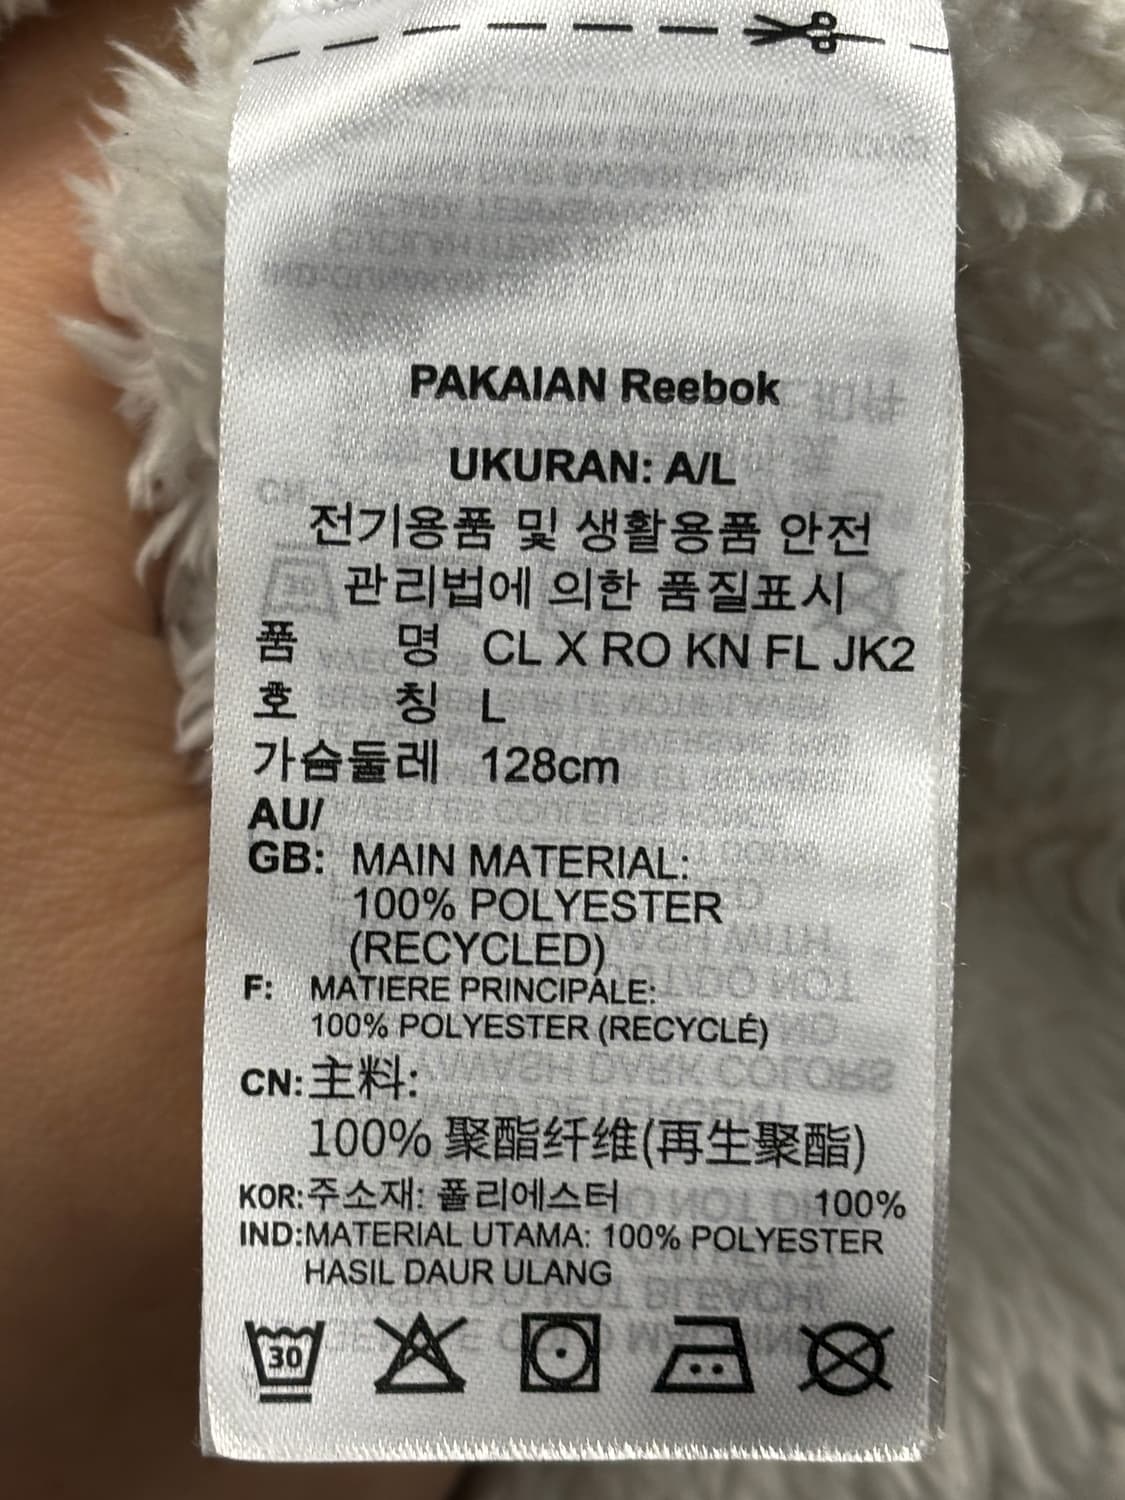 PAKAIAN Reebok
UKURAN: A/L
전기용품 및 생활용품 안전
관리법에 의한 품질표시
품 명 CL X RO KN FL JK2
호 칭 L
가슴둘레 128cm
AU/
GB: MAIN MATERIAL:
100% POLYESTER
(RECYCLED)
F: MATIERE PRINCIPALE:
100% POLYESTER (RECYCLÉ)
CN: 主料:
100% 聚酯纤维(再生聚酯)
KOR: 주소재: 폴리에스터 100%
IND: MATERIAL UTAMA: 100% POLYESTER
HASIL DAUR ULANG
30